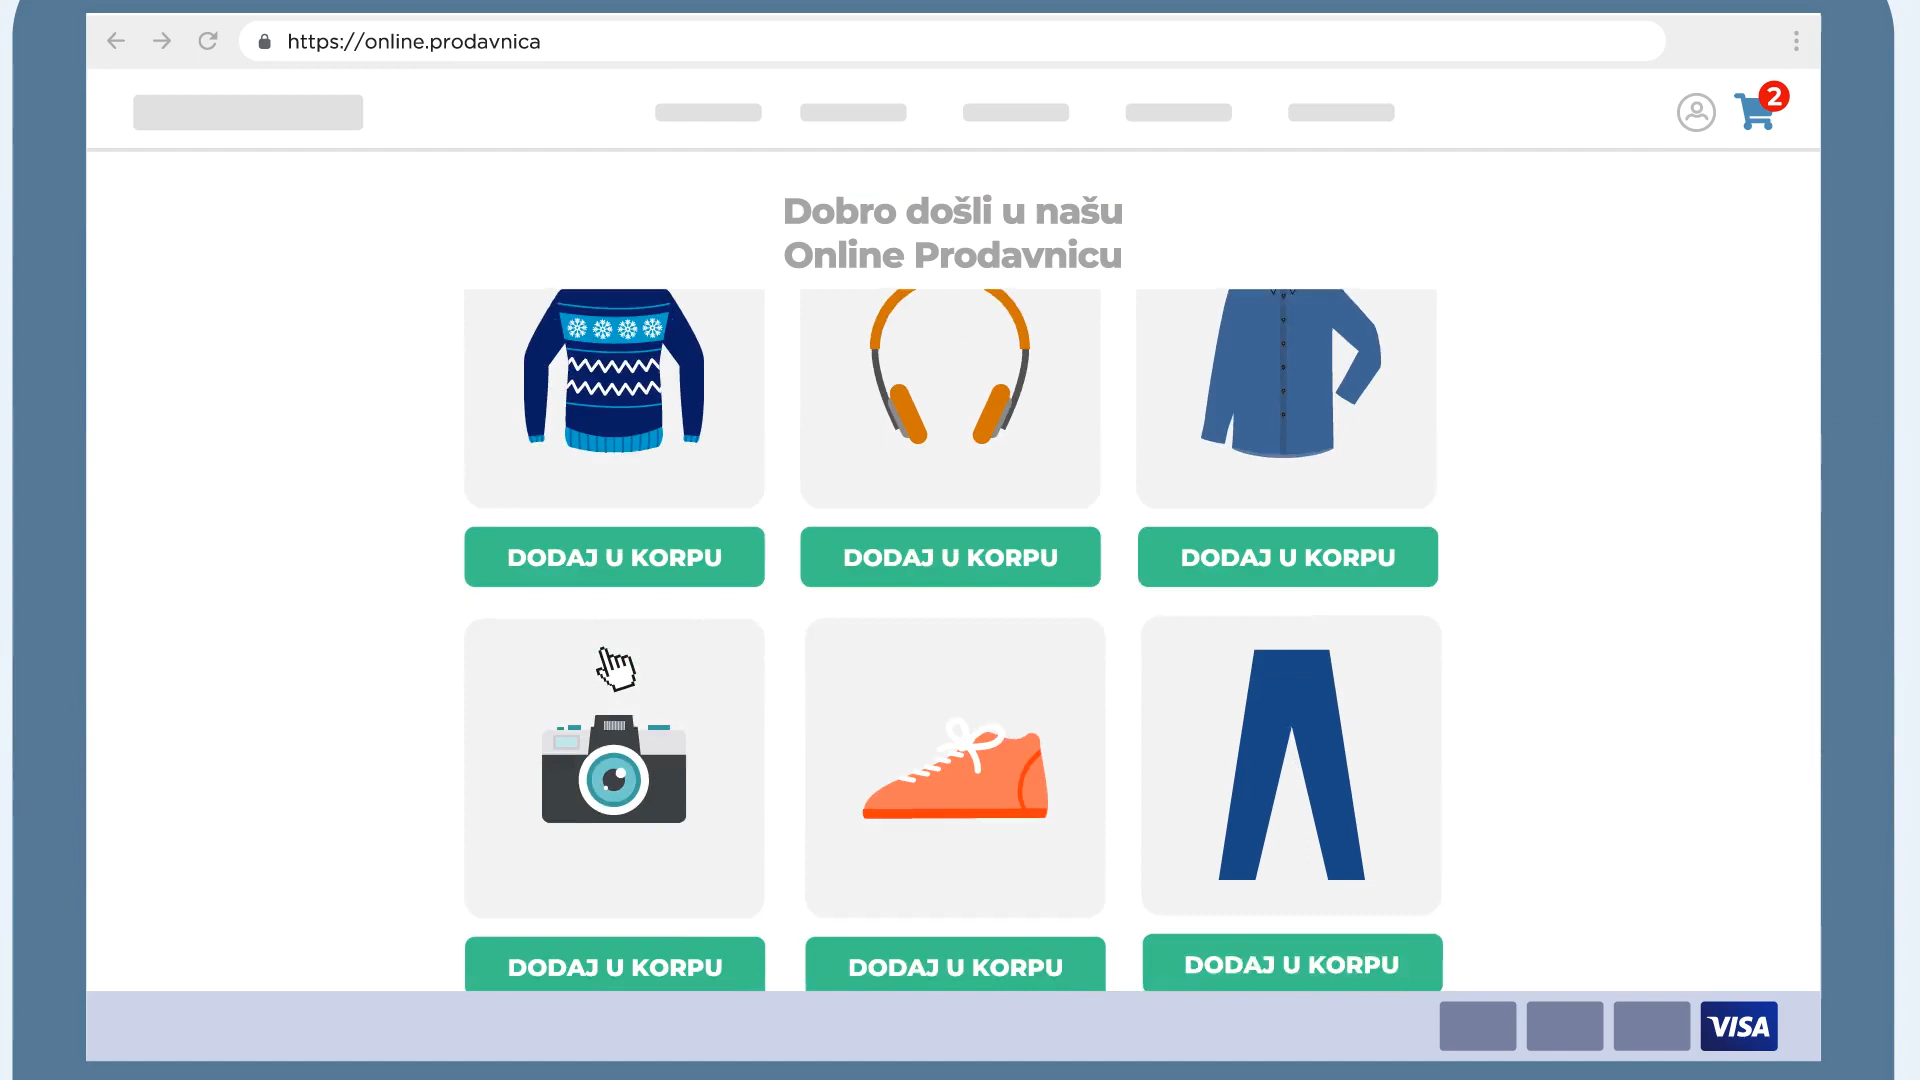 https://online.prodavnica
2
Dobro došli u našu
Online Prodavnicu
DODAJ U KORPU
DODAJ U KORPU
DODAJ U KORPU
DODAJ U KORPU
DODAJ U KORPU
DODAJ U KORPU
VISA